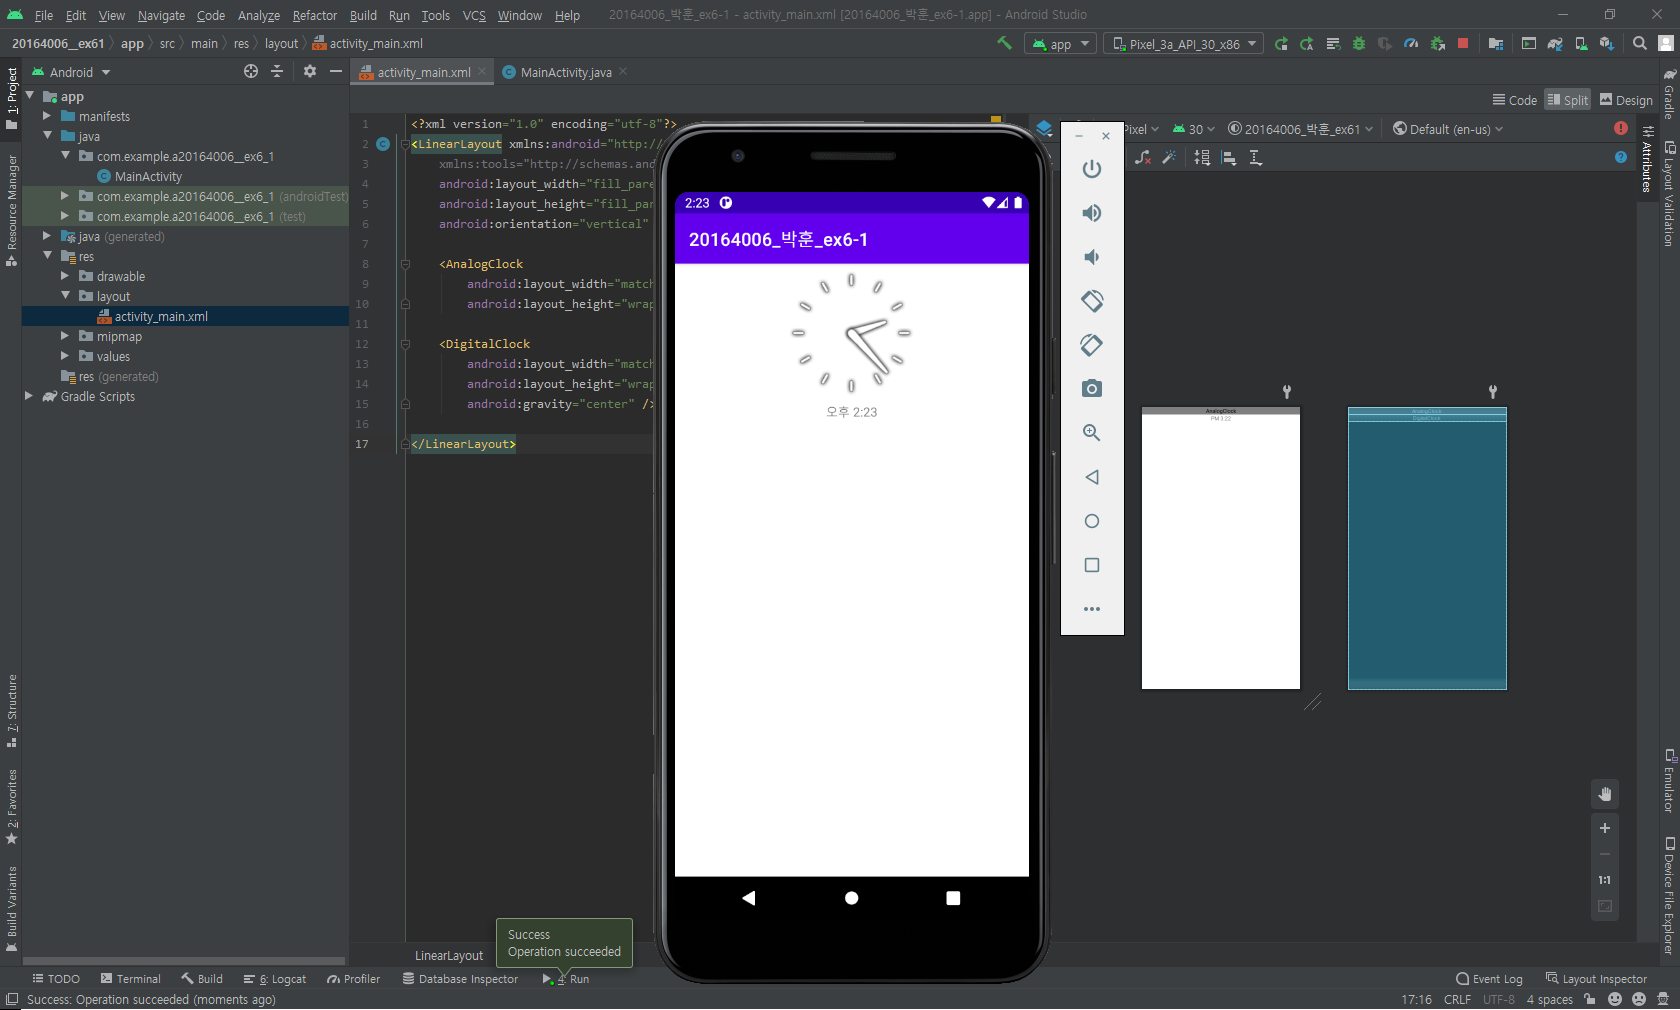 File Edit View Navigate Code Analyze Refactor Build Run Tools VCS Window Help 20164006_박훈_ex6-1 - activity_main.xml [20164006_박훈_ex6-1.app] - Android Studio
20164006__ex61 app src main res layout activity_main.xml app Pixel_3a_API_30_x86
Android
activity_main.xml MainActivity.java
Code Split Design
1: Project
Resource Manager
7: Structure
2: Favorites
Build Variants
app
manifests
java
com.example.a20164006__ex6_1
MainActivity
com.example.a20164006__ex6_1 (androidTest)
com.example.a20164006__ex6_1 (test)
java (generated)
res
drawable
layout
activity_main.xml
mipmap
values
res (generated)
Gradle Scripts
1 <?xml version="1.0" encoding="utf-8"?>
2 <LinearLayout xmlns:android="http:/
3 xmlns:tools="http://schemas.and
4 android:layout_width="fill_pare
5 android:layout_height="fill_par
6 android:orientation="vertical"
7
8 <AnalogClock
9 android:layout_width="match
10 android:layout_height="wrap
11
12 <DigitalClock
13 android:layout_width="match
14 android:layout_height="wrap
15 android:gravity="center" />
16
17 </LinearLayout>
2:23
20164006_박훈_ex6-1
오후 2:23
Pixel 30 20164006_박훈_ex61 Default (en-us)
AnalogClock
PM 3:22
AnalogClock
DigitalClock
1:1
Gradle
Layout Validation
Attributes
Emulator
Device File Explorer
LinearLayout
Success
Operation succeeded
TODO Terminal Build 6: Logcat Profiler Database Inspector 4: Run Event Log Layout Inspector
Success: Operation succeeded (moments ago) 17:16 CRLF UTF-8 4 spaces